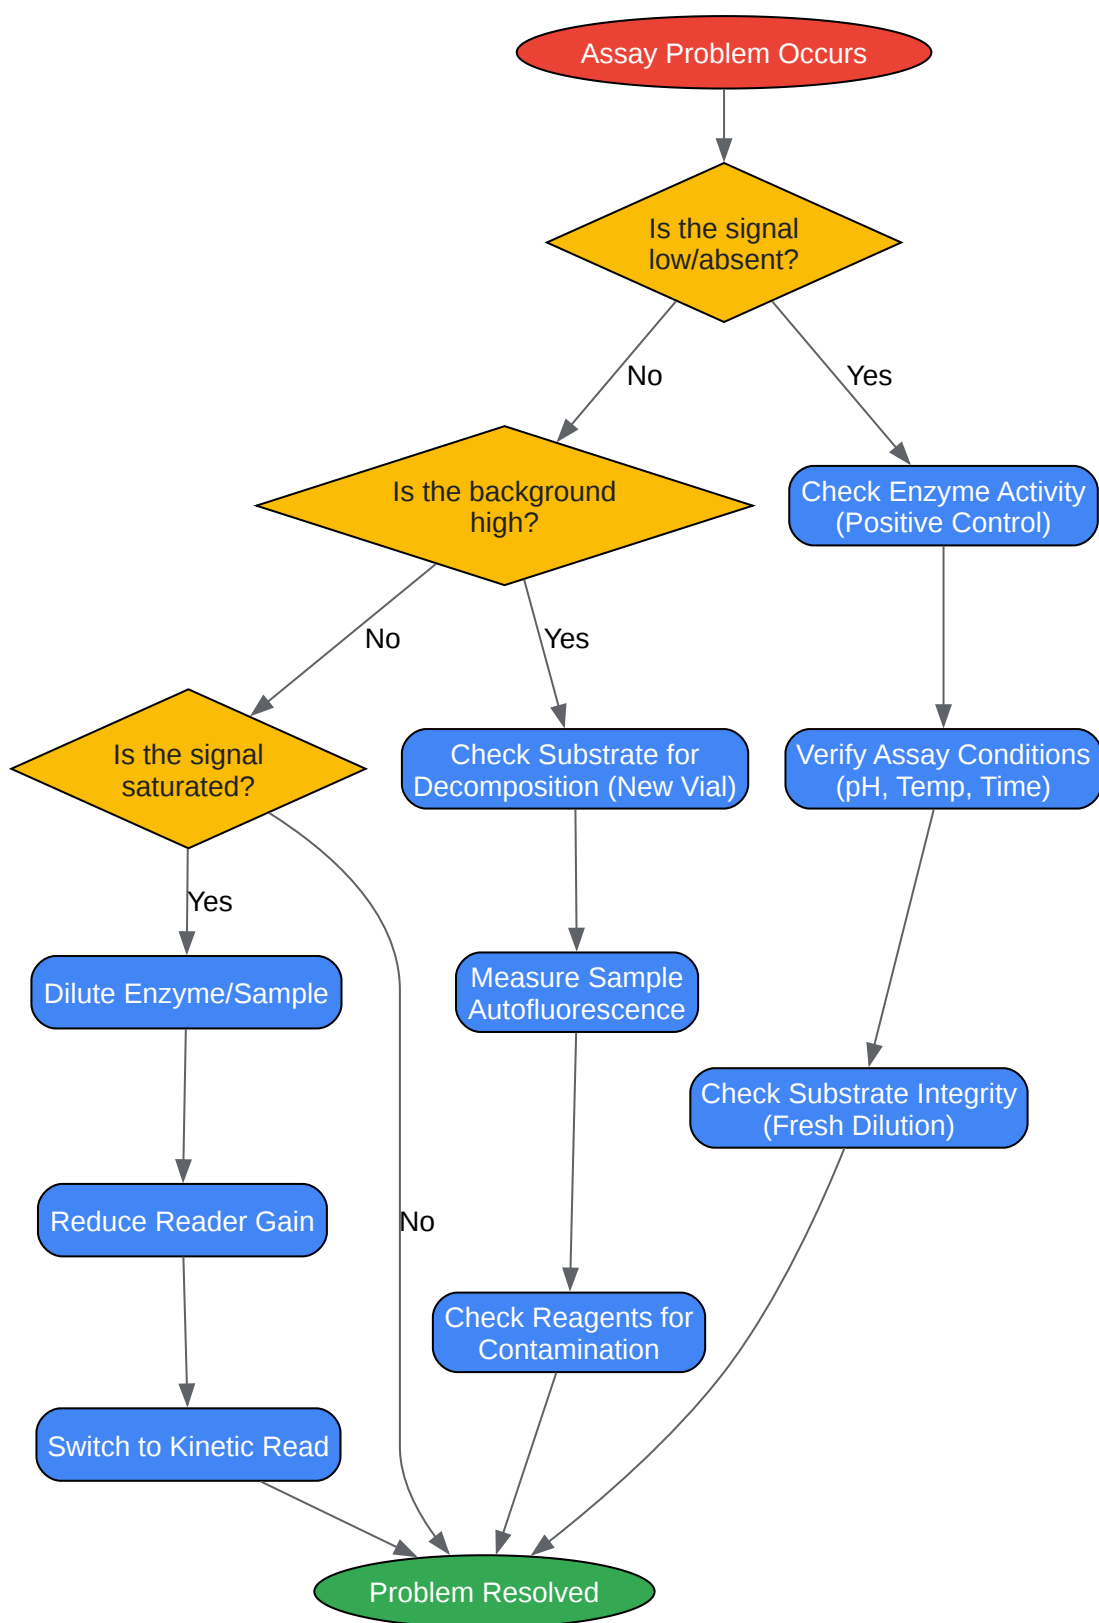 Assay Problem Occurs
Is the signal
low/absent?
No
Yes
Is the background
high?
Check Enzyme Activity
(Positive Control)
No
Yes
Is the signal
saturated?
Check Substrate for
Decomposition (New Vial)
Verify Assay Conditions
(pH, Temp, Time)
Yes
Dilute Enzyme/Sample
Measure Sample
Autofluorescence
Check Substrate Integrity
(Fresh Dilution)
Reduce Reader Gain
No
Check Reagents for
Contamination
Switch to Kinetic Read
Problem Resolved